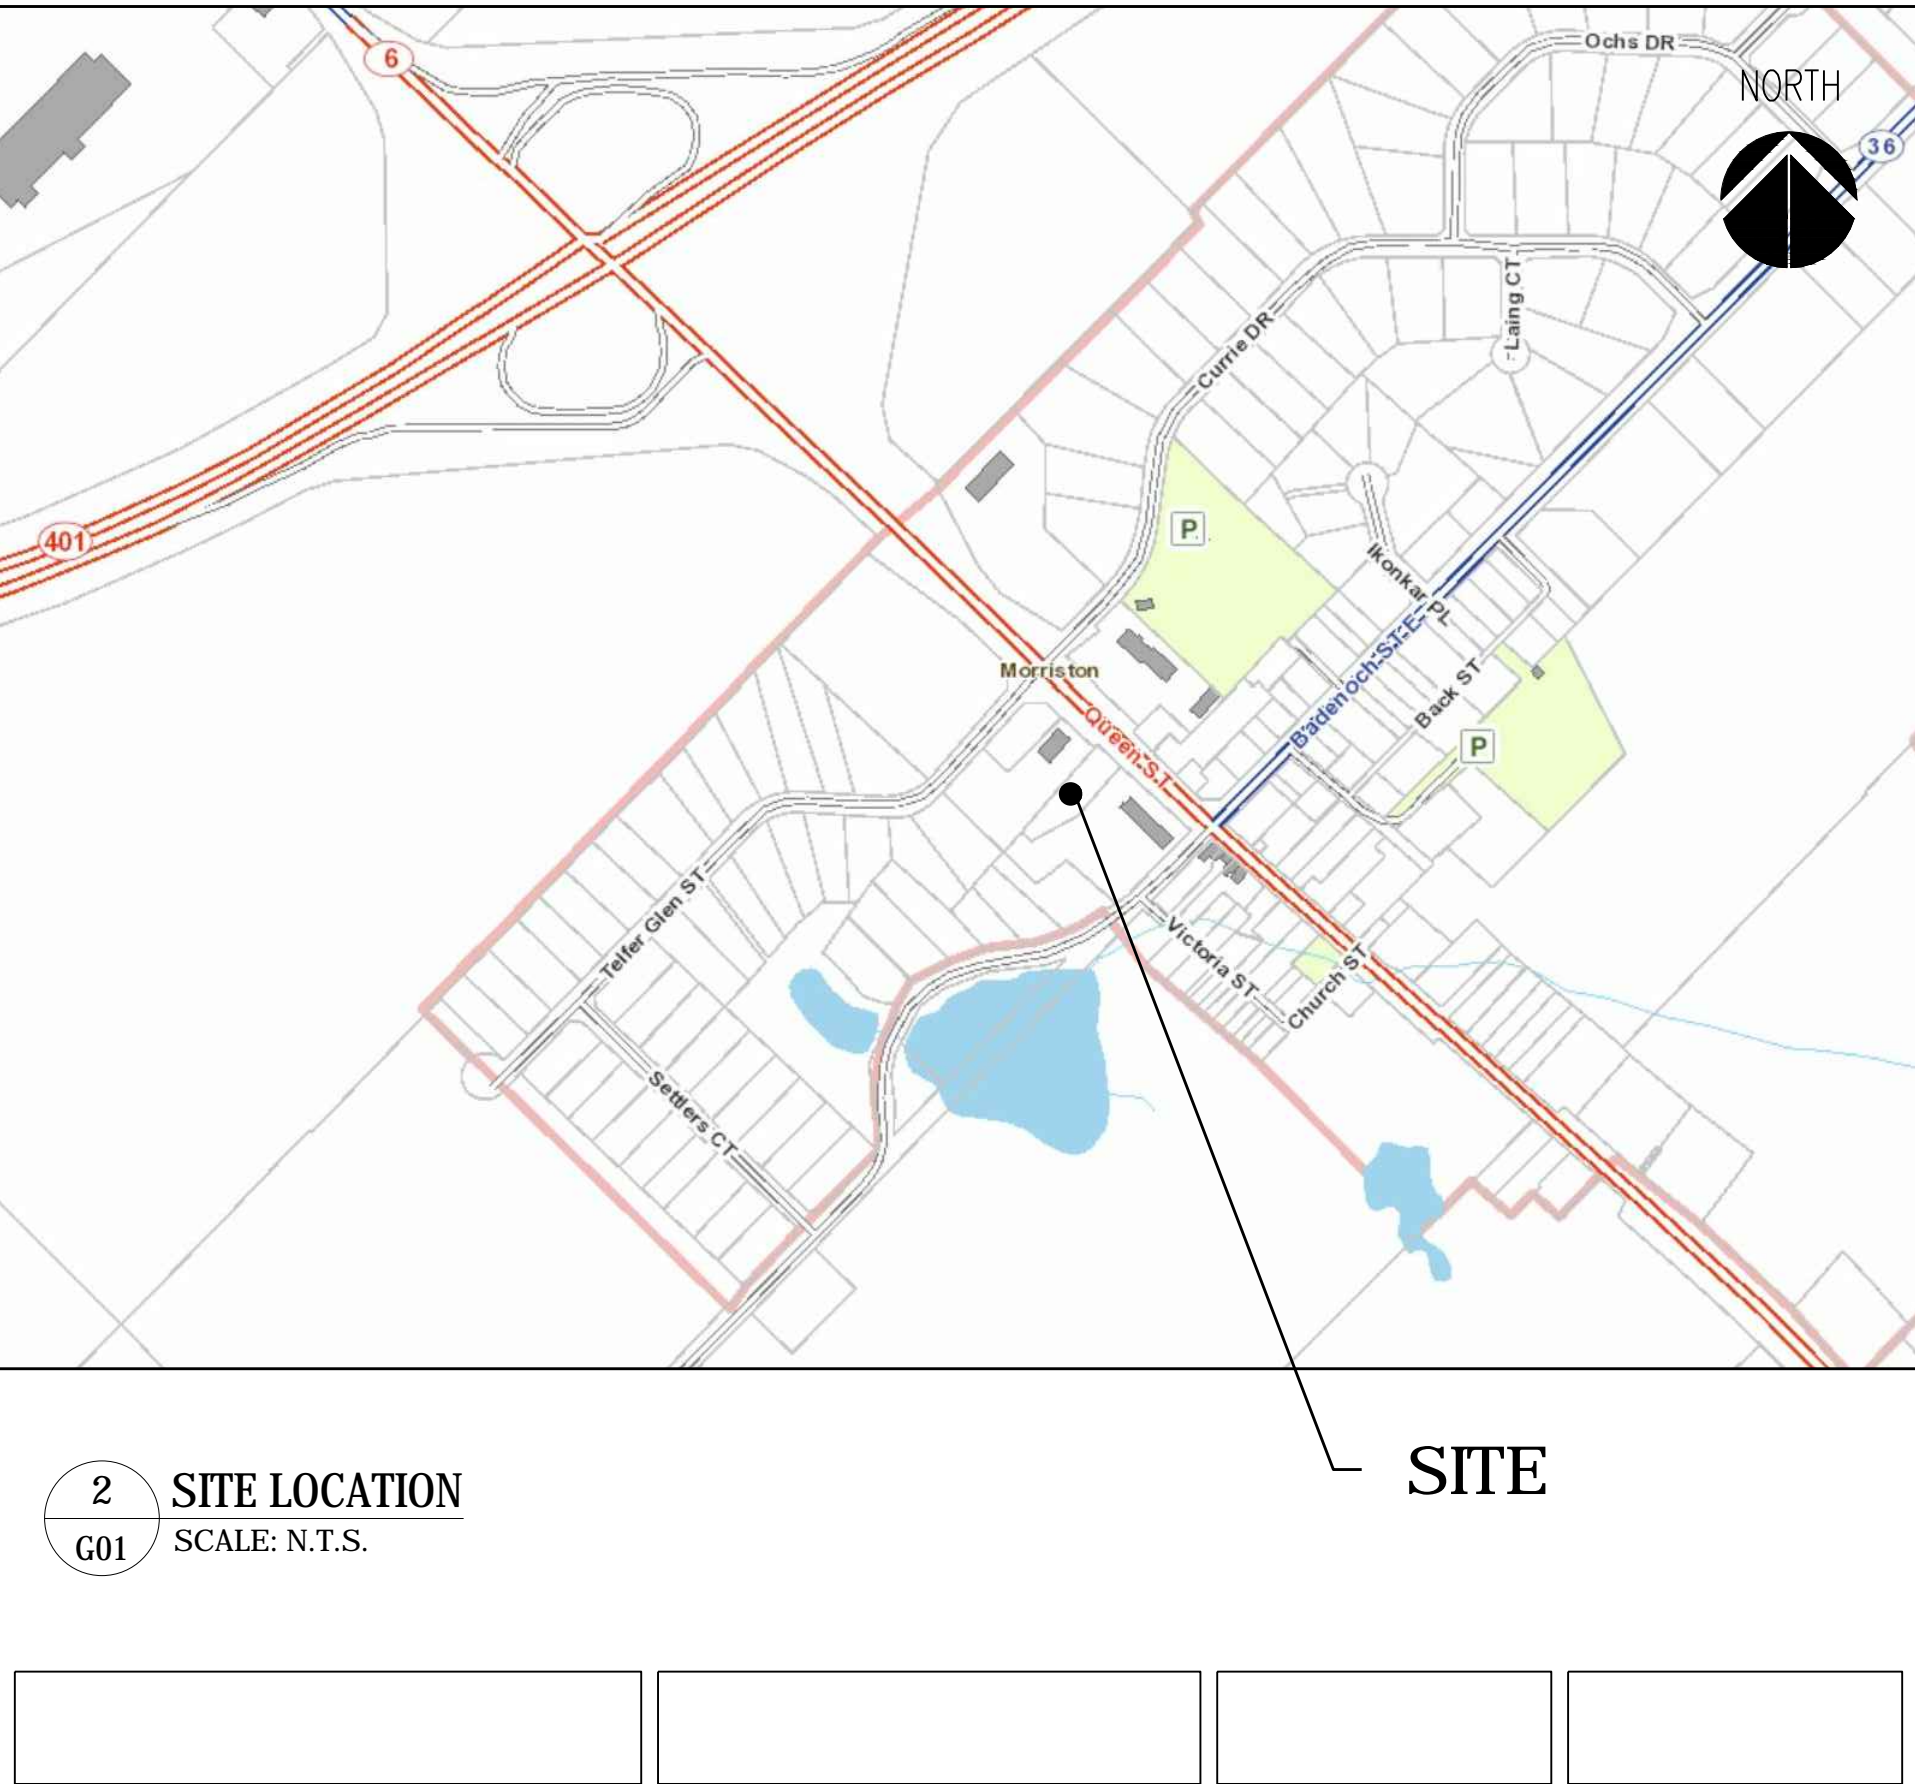 6
Ochs DR
NORTH
36
Laing CT
Currie DR
401
P
Ikonkar PL
Badenoch ST E
Morriston
Back ST
Queen ST
P
Telfer Glen ST
Victoria ST
Church ST
Settlers CT
SITE
2
SITE LOCATION
G01
SCALE: N.T.S.